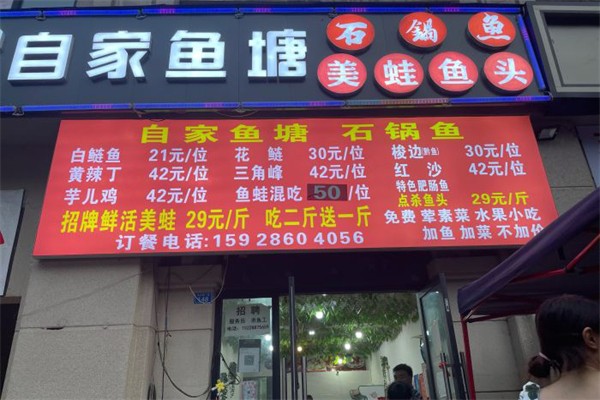 自家鱼塘 石锅鱼
美蛙鱼头
自家鱼塘 石锅鱼
白鲢鱼 21元/位 花鲢 30元/位 梭边(黔鱼) 30元/位
黄辣丁 42元/位 三角峰 42元/位 红沙 42元/位
芋儿鸡 42元/位 鱼蛙混吃 50/位 特色肥肠鱼
点杀鱼头 29元/斤
招牌鲜活美蛙 29元/斤 吃二斤送一斤 免费 荤素菜 水果小吃
订餐电话:159 2860 4056 加鱼 加菜 不加价
招聘